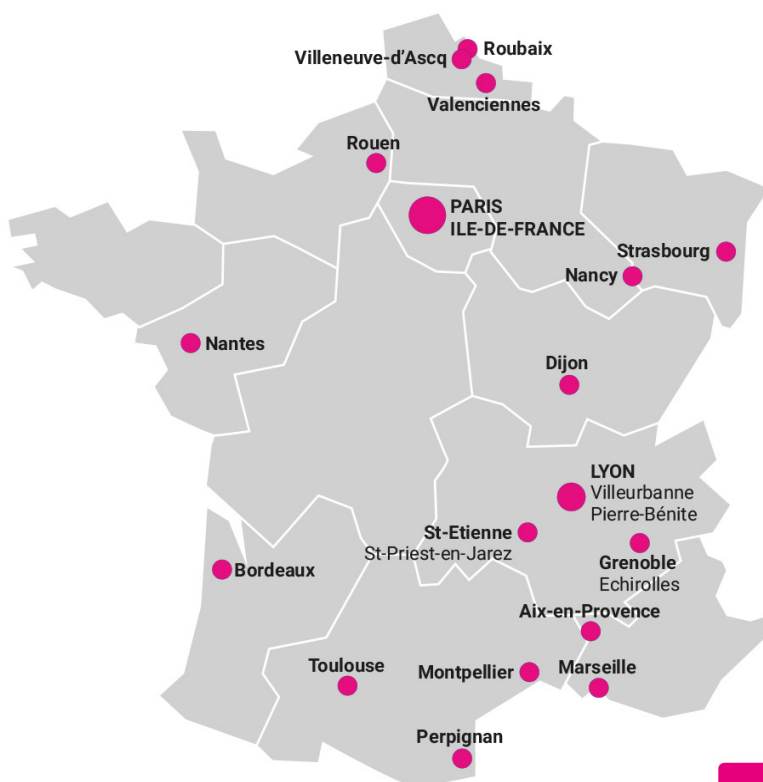 Roubaix
Villeneuve-d’Ascq
Valenciennes
Rouen
PARIS
ILE-DE-FRANCE
Strasbourg
Nancy
Nantes
Dijon
LYON
Villeurbanne
Pierre-Bénite
St-Etienne
St-Priest-en-Jarez
Grenoble
Echirolles
Bordeaux
Aix-en-Provence
Toulouse
Montpellier
Marseille
Perpignan